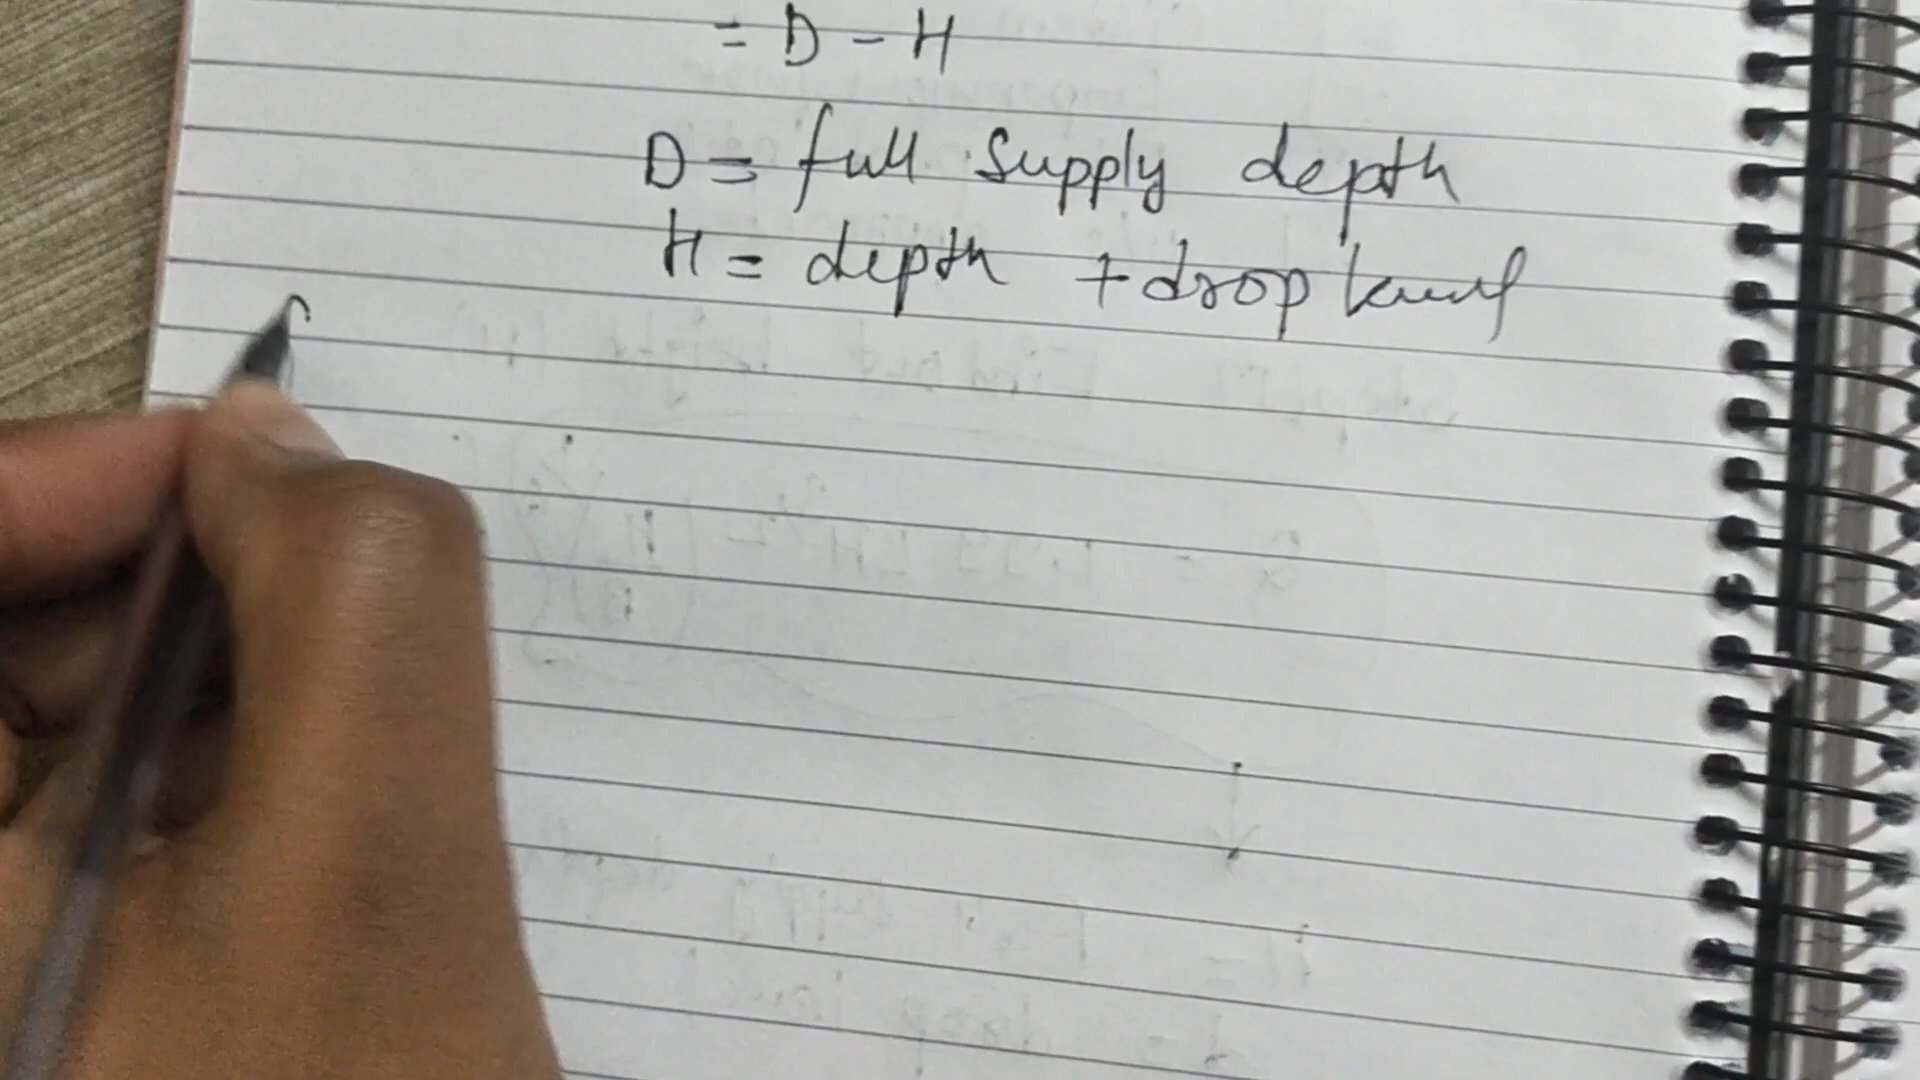 = D - H
D = full supply depth
H = depth + drop